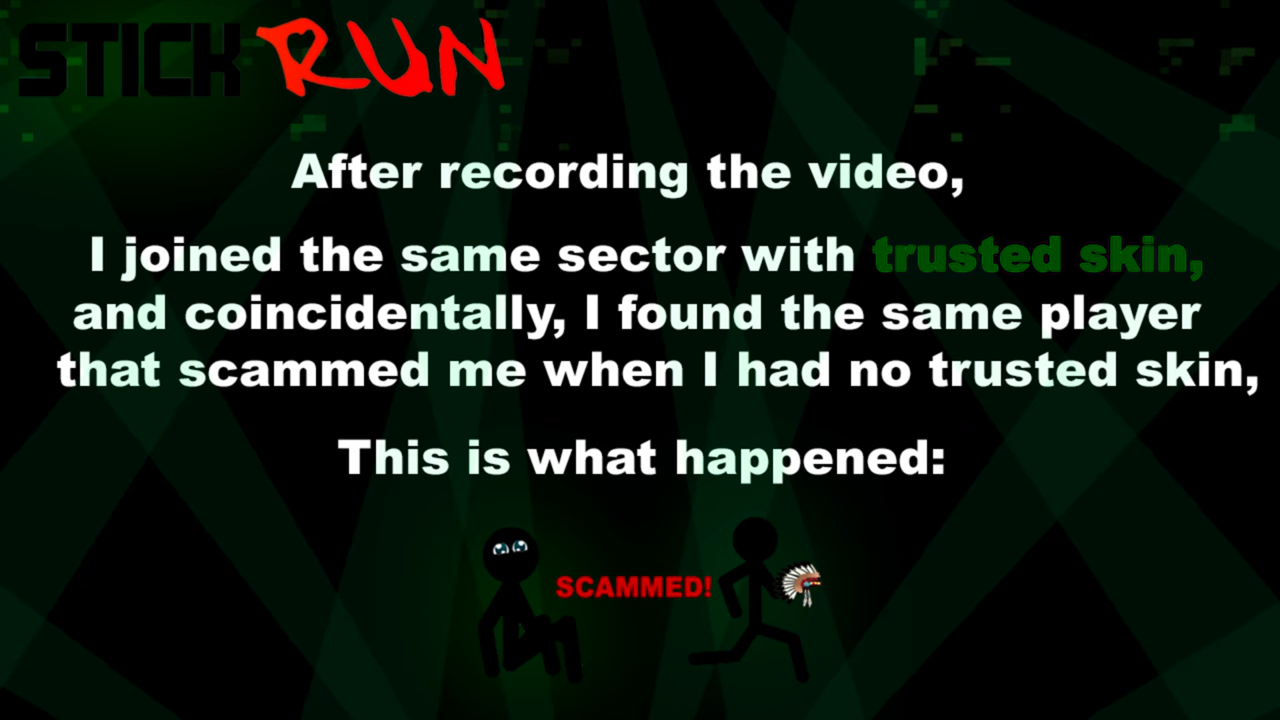 STICK RUN
After recording the video,
I joined the same sector with trusted skin,
and coincidentally, I found the same player
that scammed me when I had no trusted skin,
This is what happened:
SCAMMED!